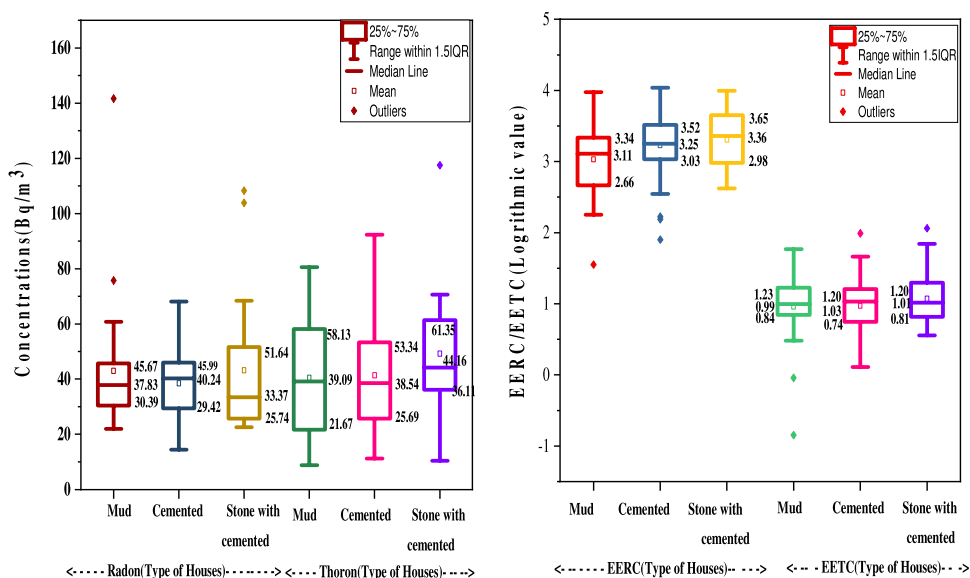 160
140
120
100
80
60
40
20
0
Concentrations(Bq/m³)
25%~75%
Range within 1.5IQR
Median Line
Mean
Outliers
45.67
37.83
30.39
45.99
40.24
29.42
51.64
33.37
25.74
58.13
39.09
21.67
53.34
38.54
25.69
61.35
44.16
36.11
Mud
Cemented
Stone with
cemented
Mud
Cemented
Stone with
cemented
<----------Radon(Type of Houses)----------><-----Thoron(Type of Houses)----->
5
4
3
2
1
0
-1
EERC/EETC(Logrithmic value)
25%~75%
Range within 1.5IQR
Median Line
Mean
Outliers
3.34
3.11
2.66
3.52
3.25
3.03
3.65
3.36
2.98
1.23
0.99
0.84
1.20
1.03
0.74
1.20
1.01
0.81
Mud
Cemented
Stone with
cemented
Mud
Cemented
Stone with
cemented
<-- --------EERC(Type of Houses)-- -----> <-- -- EETC(Type of Houses)-- -->